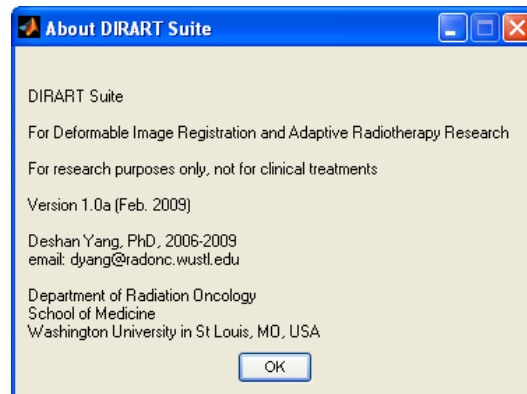 About DIRART Suite
DIRART Suite
For Deformable Image Registration and Adaptive Radiotherapy Research
For research purposes only, not for clinical treatments
Version 1.0a (Feb. 2009)
Deshan Yang, PhD, 2006-2009
email: dyang@radonc.wustl.edu
Department of Radiation Oncology
School of Medicine
Washington University in St Louis, MO, USA
OK